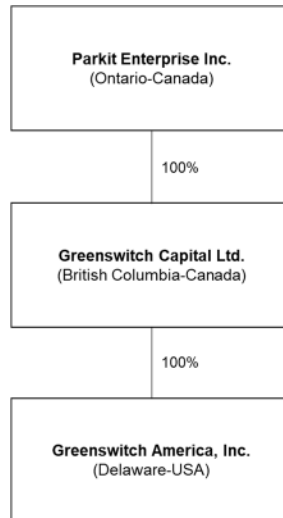 Parkit Enterprise Inc.
(Ontario-Canada)
100%
Greenswitch Capital Ltd.
(British Columbia-Canada)
100%
Greenswitch America, Inc.
(Delaware-USA)